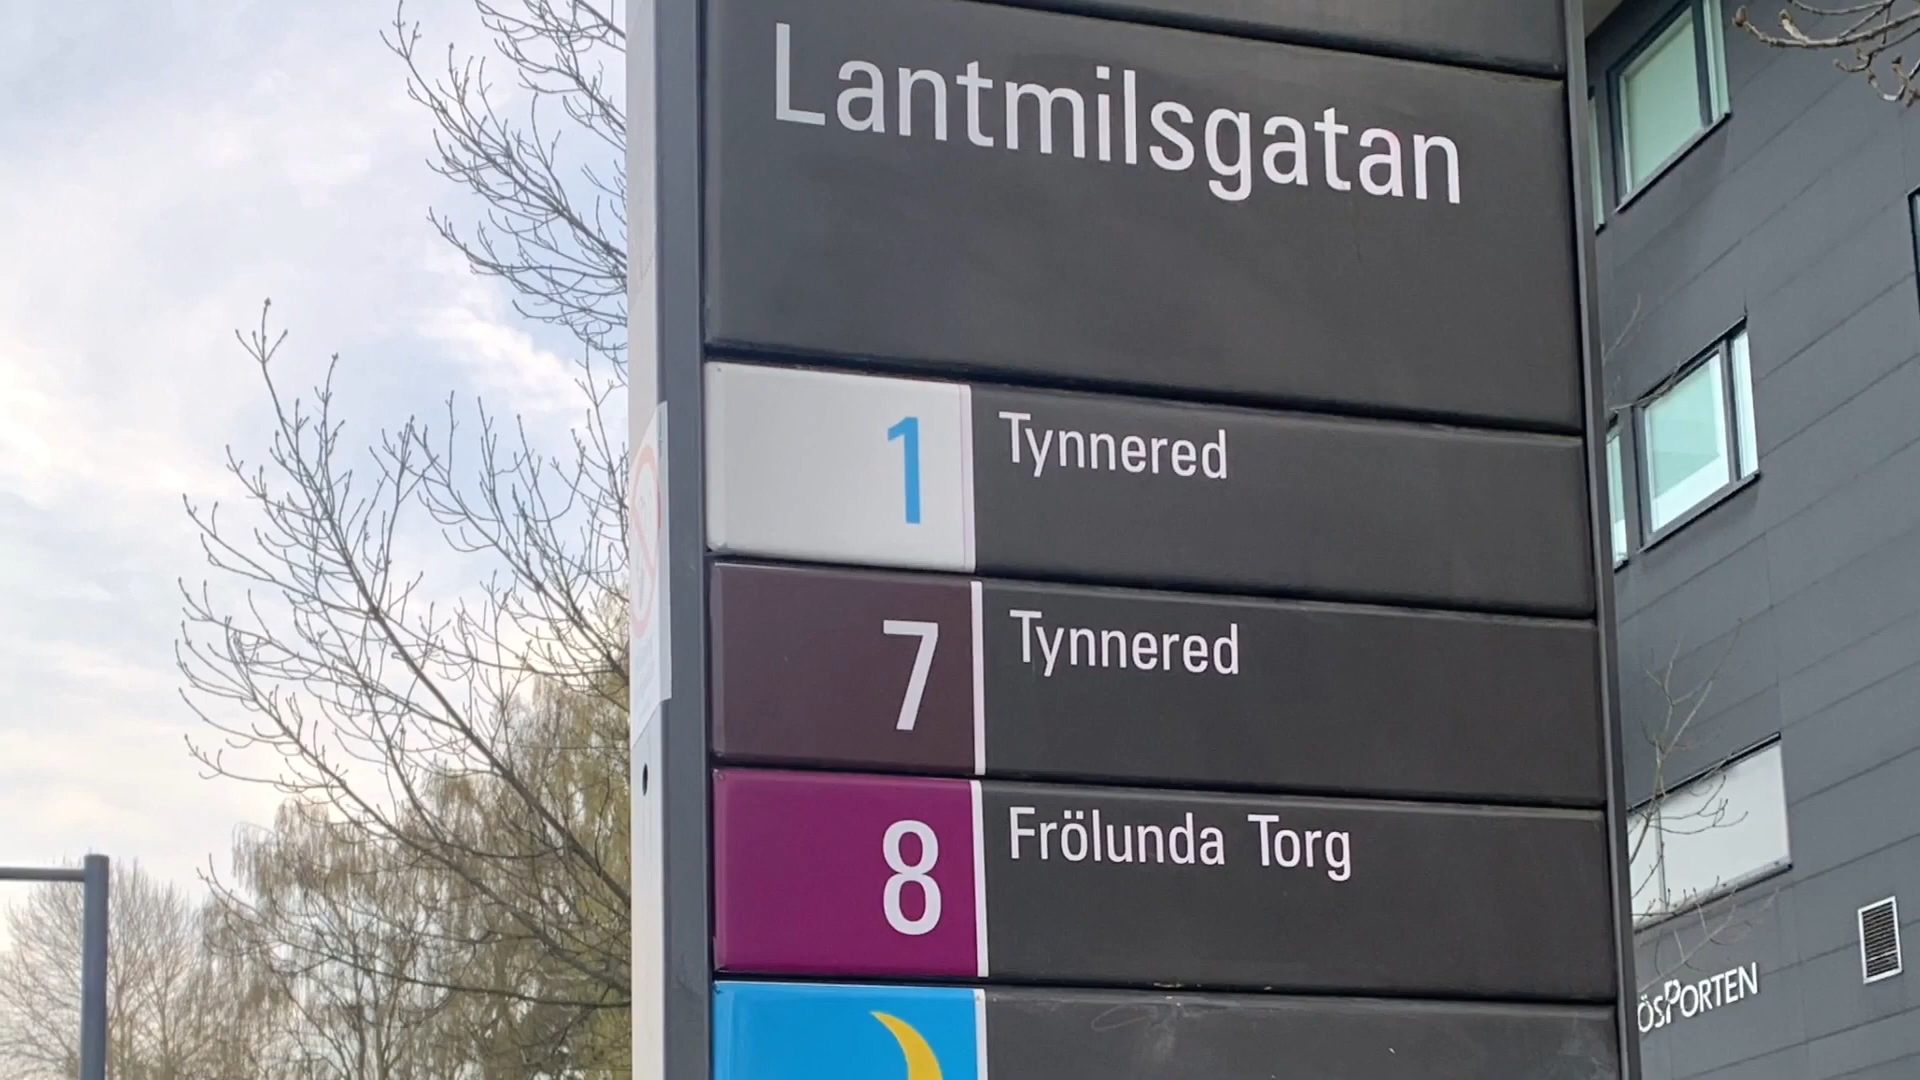 Lantmilsgatan
1 Tynnered
7 Tynnered
8 Frölunda Torg
ÖSPORTEN